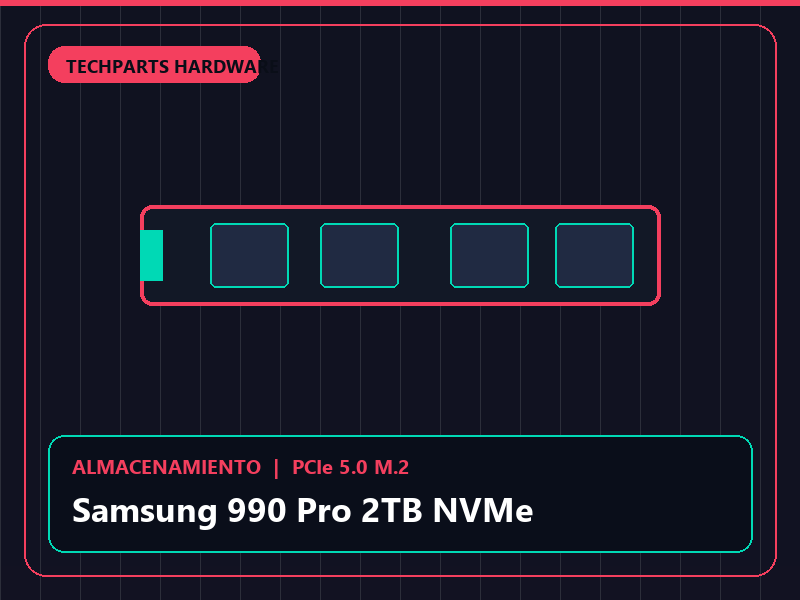 TECHPARTS HARDWARE
ALMACENAMIENTO | PCIe 5.0 M.2
Samsung 990 Pro 2TB NVMe